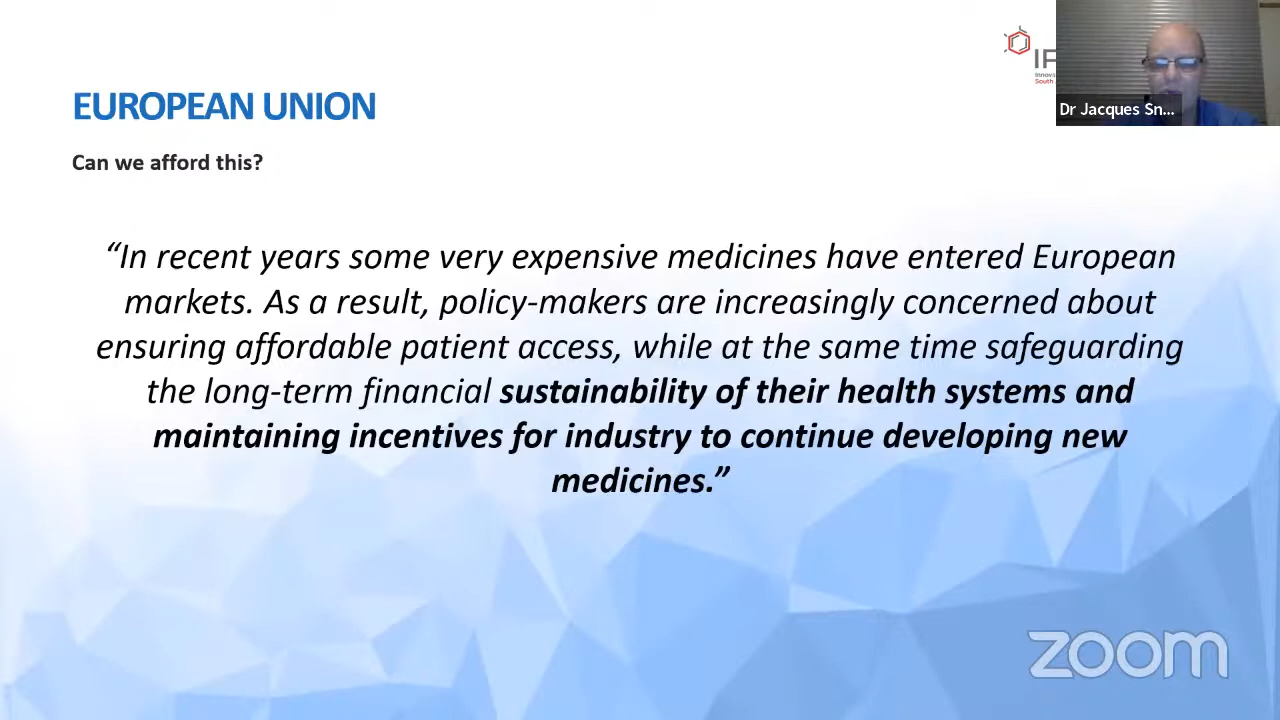 EUROPEAN UNION
Can we afford this?
“In recent years some very expensive medicines have entered European
markets. As a result, policy-makers are increasingly concerned about
ensuring affordable patient access, while at the same time safeguarding
the long-term financial sustainability of their health systems and
maintaining incentives for industry to continue developing new
medicines.”
Dr Jacques Sn...
South
zoom